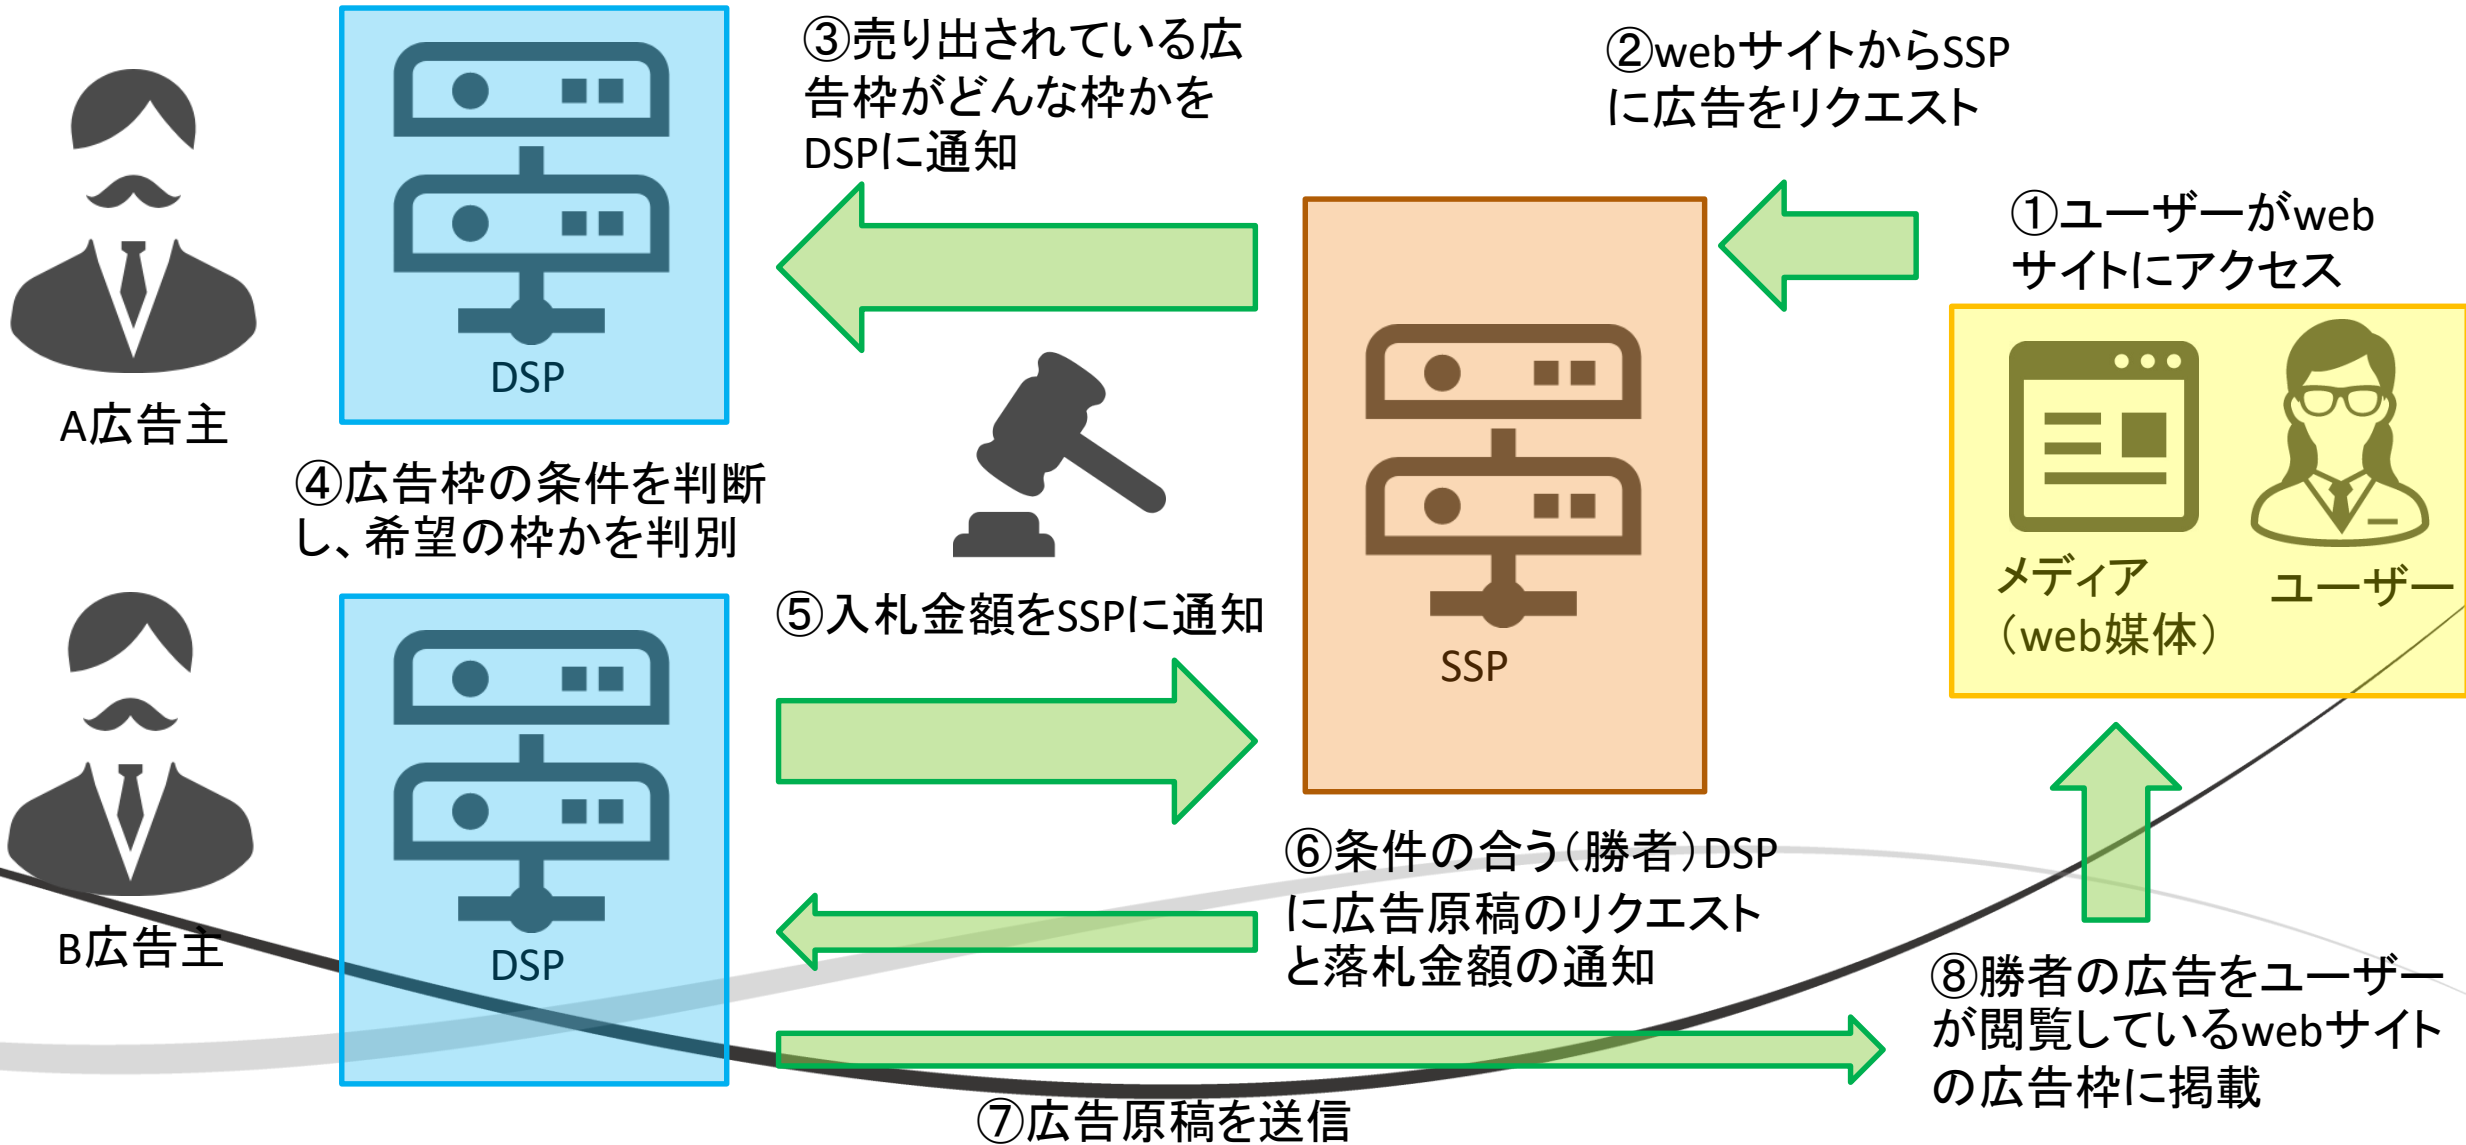 ③売り出されている広
告枠がどんな枠かを
DSPに通知
②webサイトからSSP
に広告をリクエスト
①ユーザーがweb
サイトにアクセス
DSP
A広告主
④広告枠の条件を判断
し、希望の枠かを判別
⑤入札金額をSSPに通知
SSP
メディア
（web媒体）
ユーザー
B広告主
DSP
⑥条件の合う（勝者）DSP
に広告原稿のリクエスト
と落札金額の通知
⑦広告原稿を送信
⑧勝者の広告をユーザー
が閲覧しているwebサイト
の広告枠に掲載